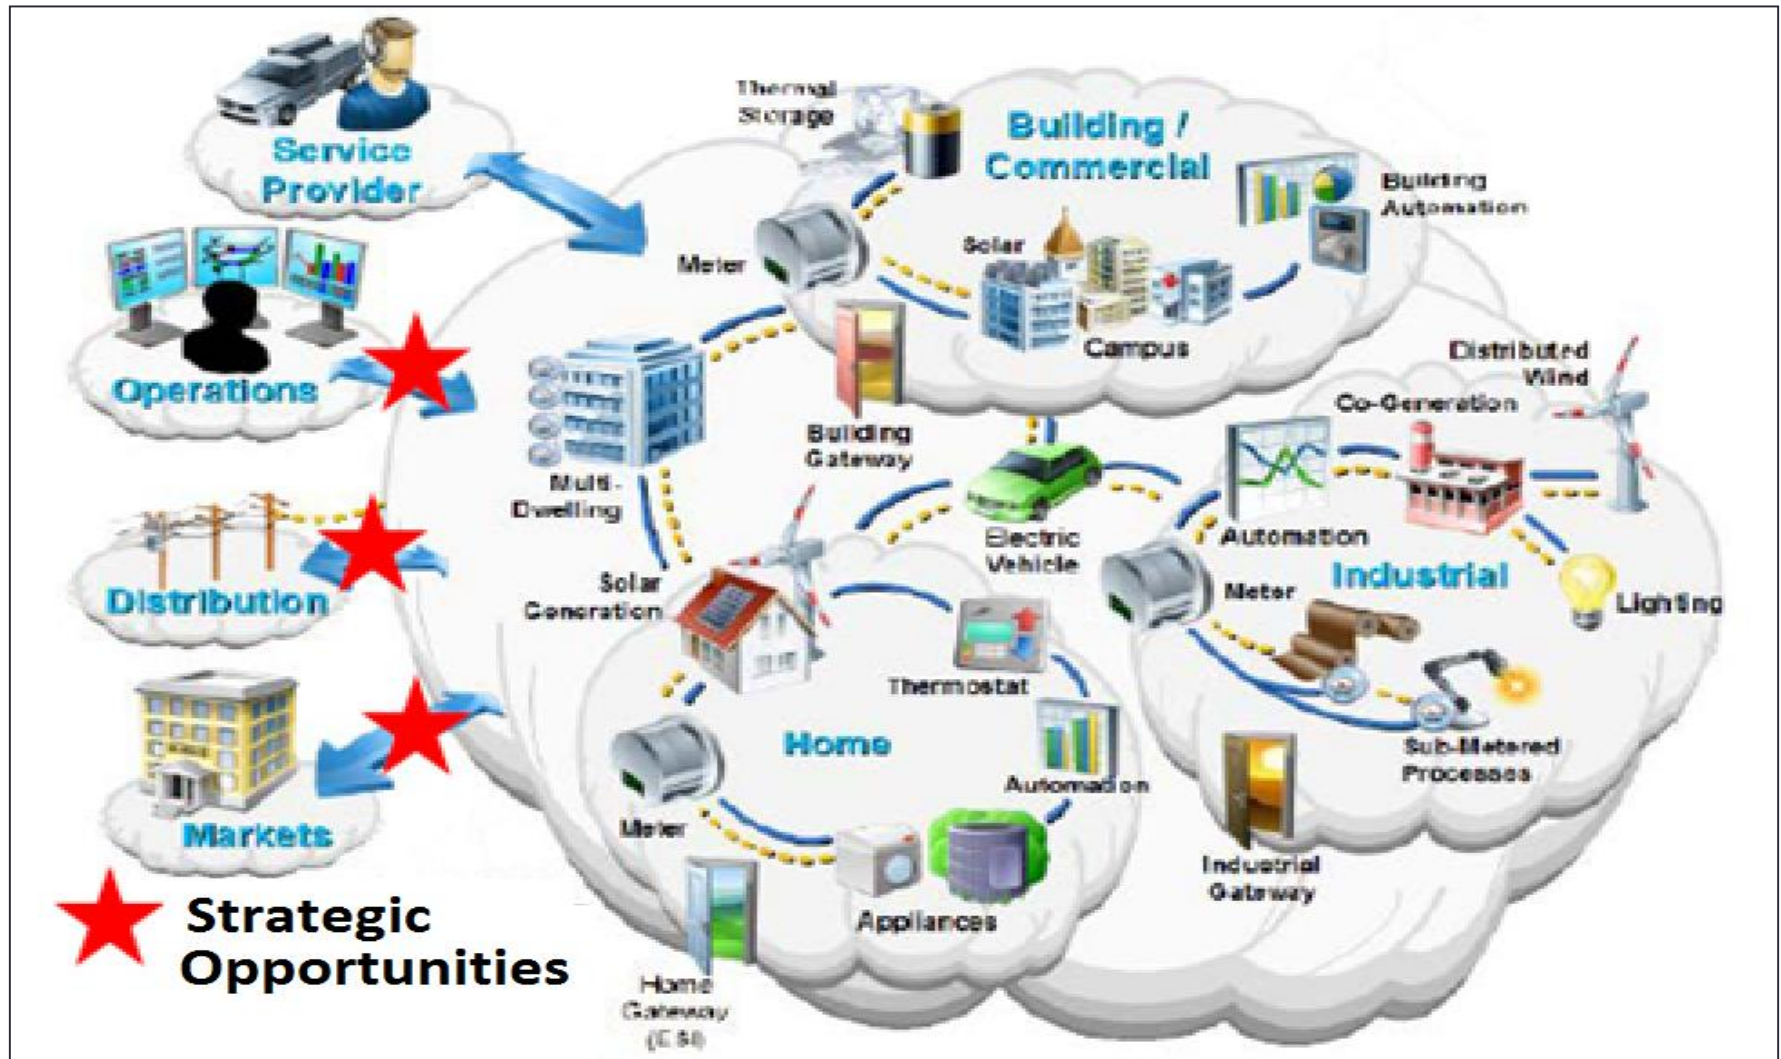 Service
Provider
Operations
Distribution
Markets
Strategic
Opportunities
Thermal
Storage
Building /
Commercial
Building
Automation
Meter
Solar
Campus
Building
Gateway
Multi-
Dwelling
Electric
Vehicle
Distributed
Wind
Co-Generation
Automation
Industrial
Meter
Lighting
Sub-Metered
Processes
Industrial
Gateway
Solar
Generation
Thermostat
Home
Automation
Meter
Appliances
Home
Gateway
(ESI)